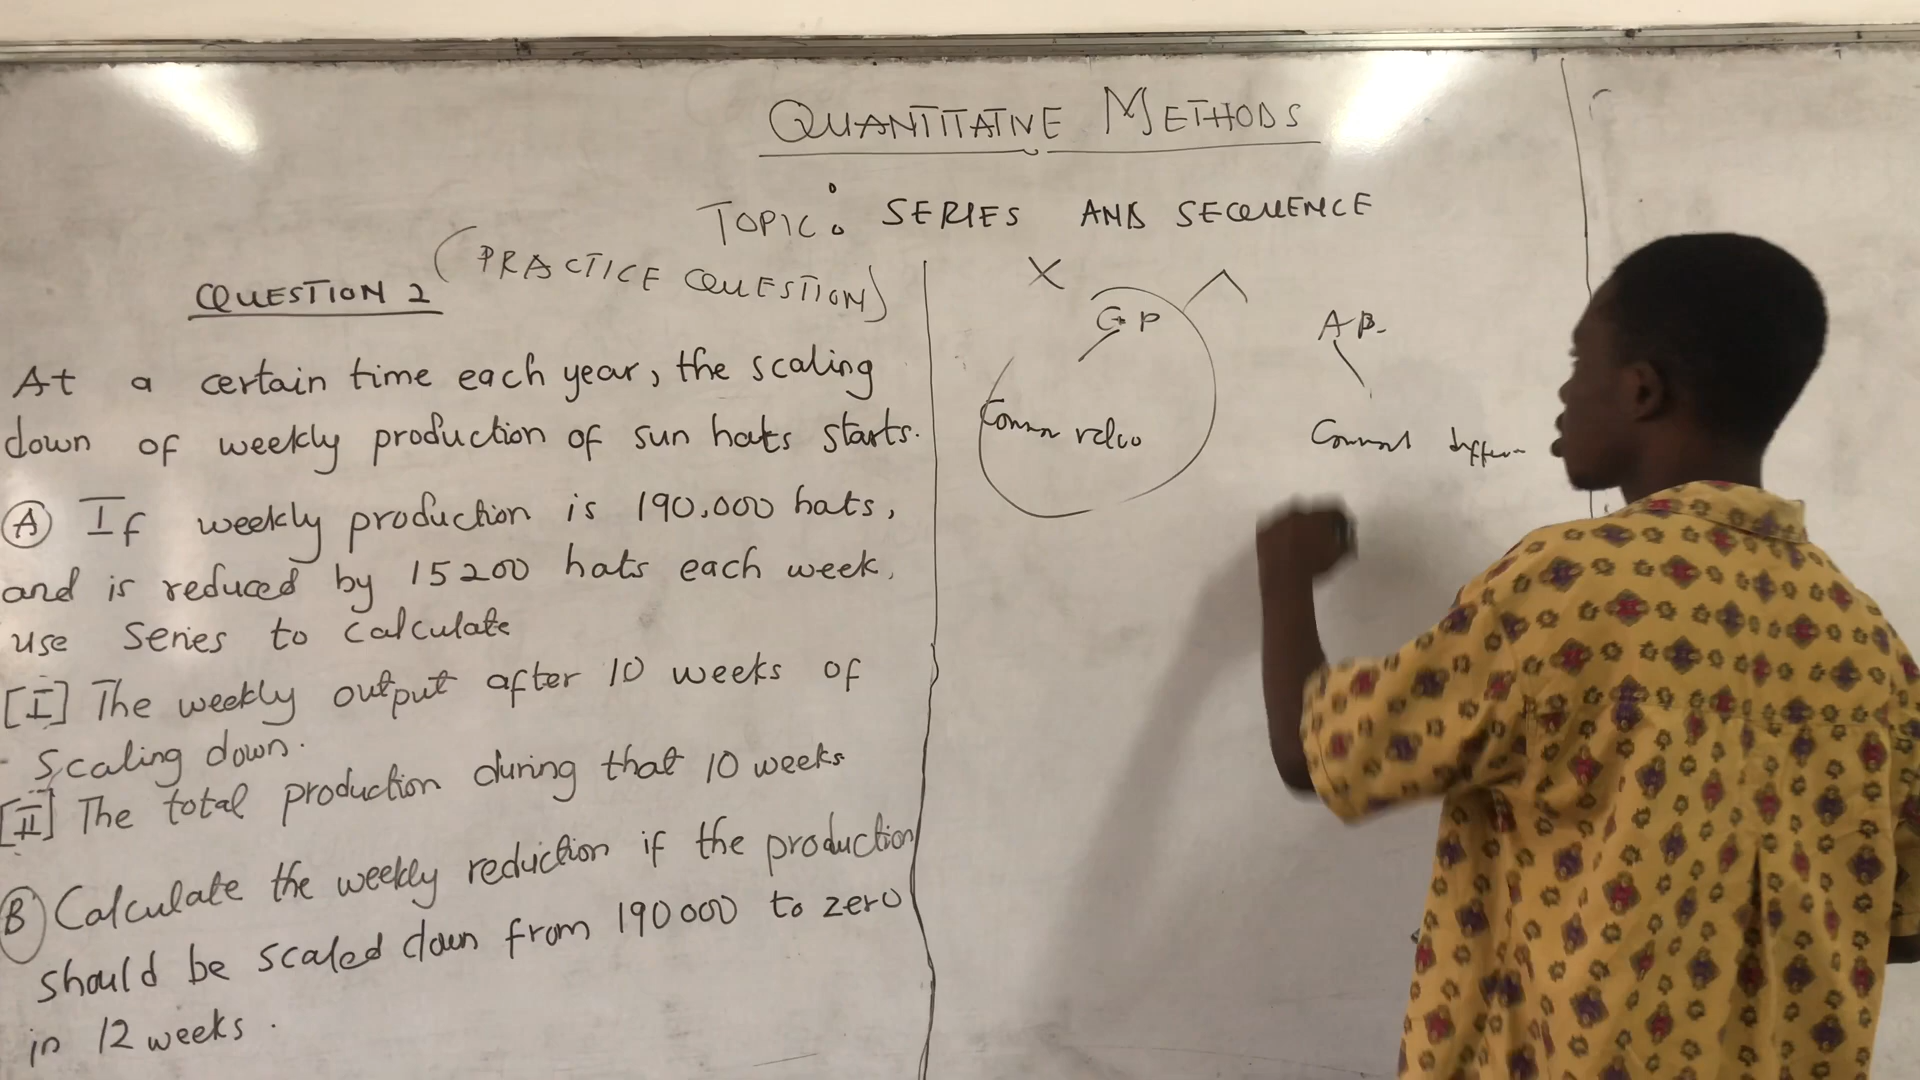 QUANTITATIVE METHODS
TOPIC: SERIES AND SEQUENCE
(PRACTICE QUESTION)
QUESTION 2
At a certain time each year, the scaling
down of weekly production of sun hats starts.
(A) If weekly production is 190,000 hats,
and is reduced by 15200 hats each week,
use series to calculate
[I] The weekly output after 10 weeks of
scaling down.
[II] The total production during that 10 weeks
(B) Calculate the weekly reduction if the production
should be scaled down from 190000 to zero
in 12 weeks.
X
GP
AP.
Common